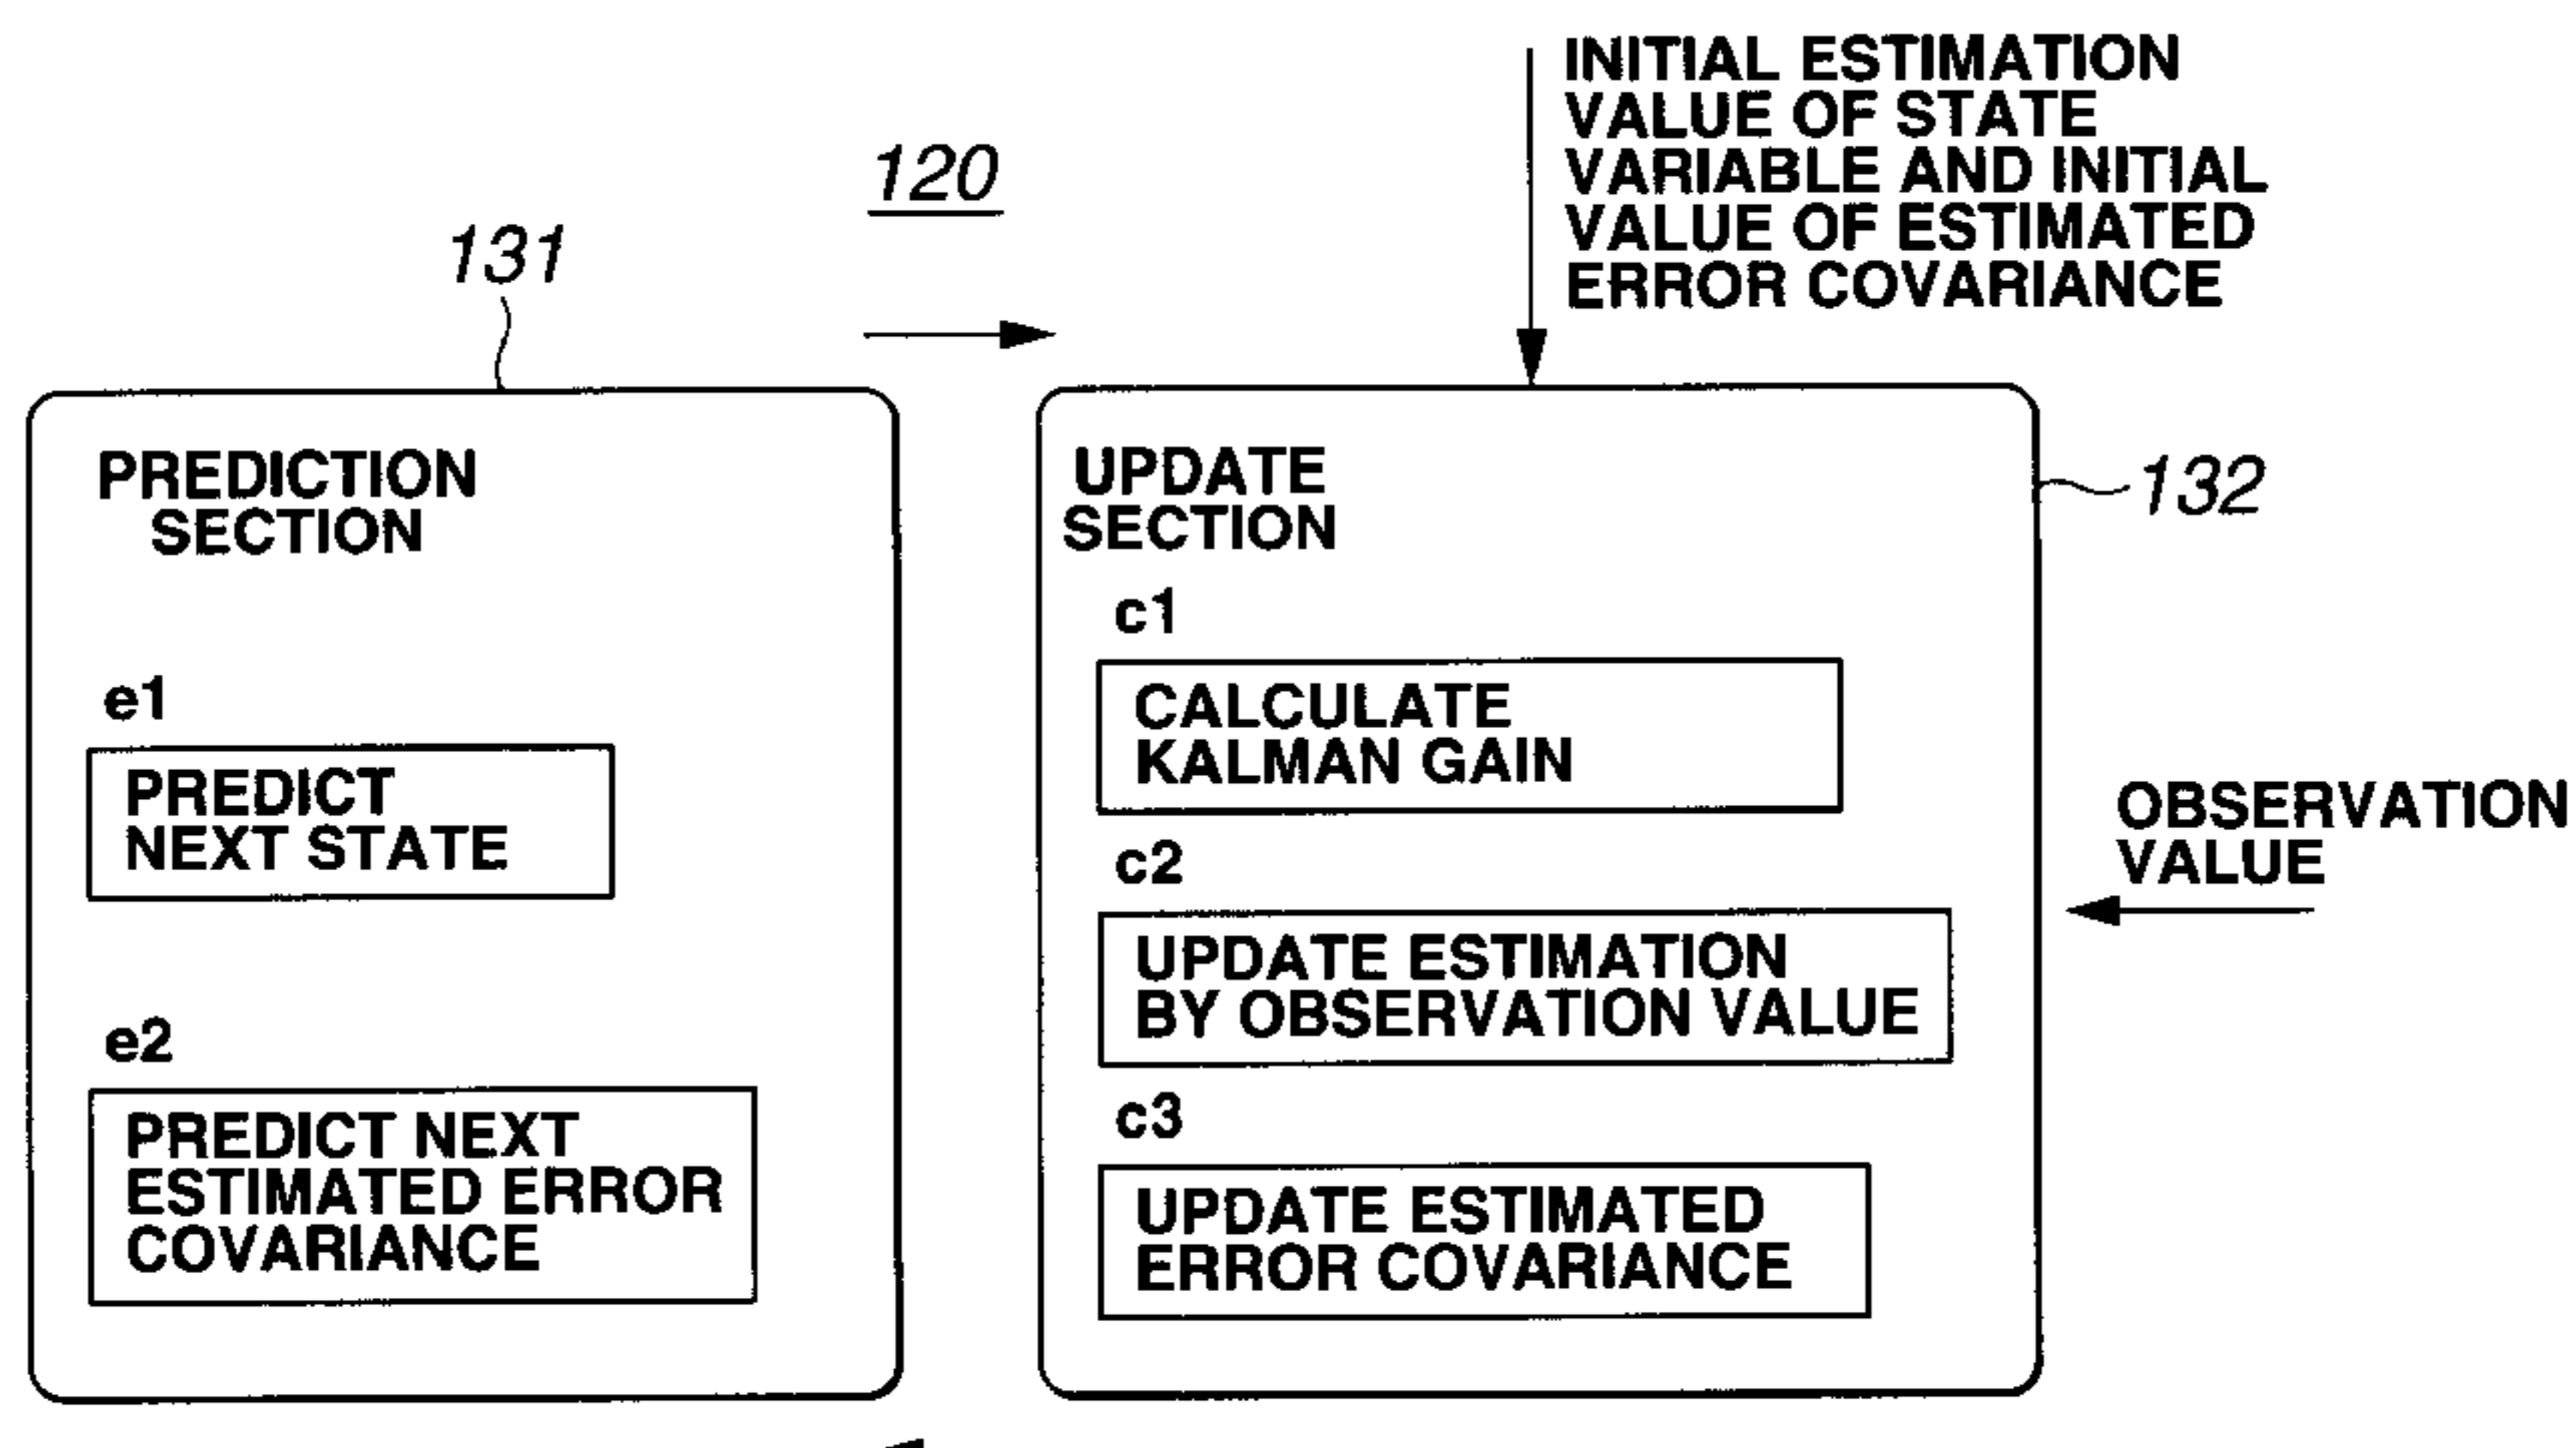 120
INITIAL ESTIMATION
VALUE OF STATE
VARIABLE AND INITIAL
VALUE OF ESTIMATED
ERROR COVARIANCE
131
PREDICTION
SECTION
e1
PREDICT
NEXT STATE
e2
PREDICT NEXT
ESTIMATED ERROR
COVARIANCE
UPDATE
SECTION
132
c1
CALCULATE
KALMAN GAIN
c2
UPDATE ESTIMATION
BY OBSERVATION VALUE
c3
UPDATE ESTIMATED
ERROR COVARIANCE
OBSERVATION
VALUE